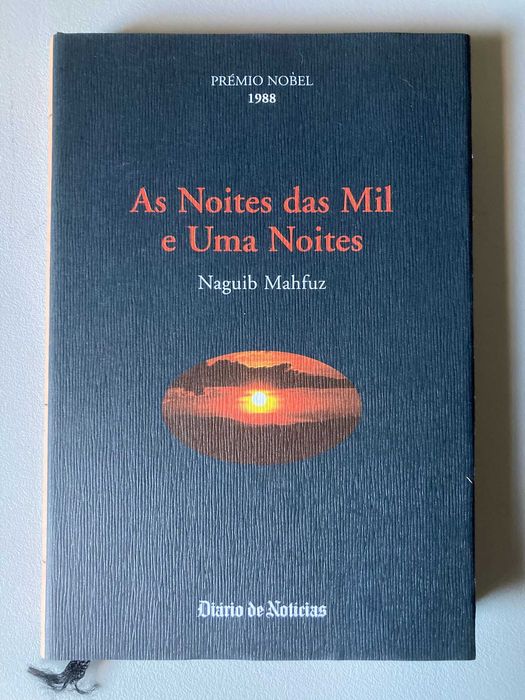 PRÉMIO NOBEL
1988
As Noites das Mil
e Uma Noites
Naguib Mahfuz
Diário de Notícias